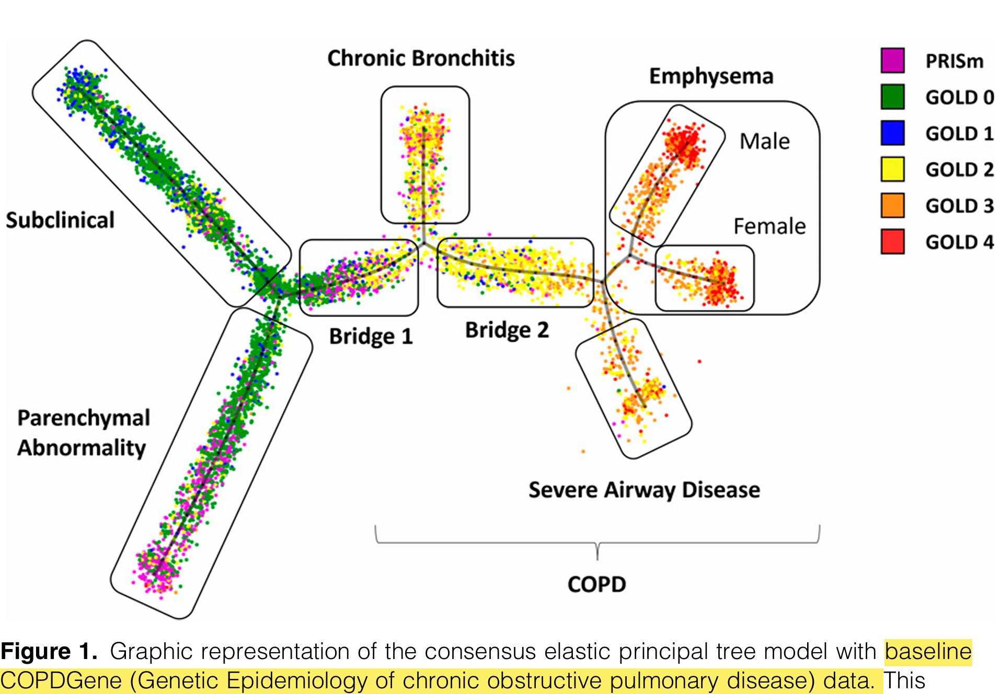 Chronic Bronchitis
Emphysema
Male
Female
PRISm
GOLD 0
GOLD 1
GOLD 2
GOLD 3
GOLD 4
Subclinical
Bridge 1
Bridge 2
Parenchymal
Abnormality
Severe Airway Disease
COPD
Figure 1. Graphic representation of the consensus elastic principal tree model with baseline
COPDGene (Genetic Epidemiology of chronic obstructive pulmonary disease) data. This